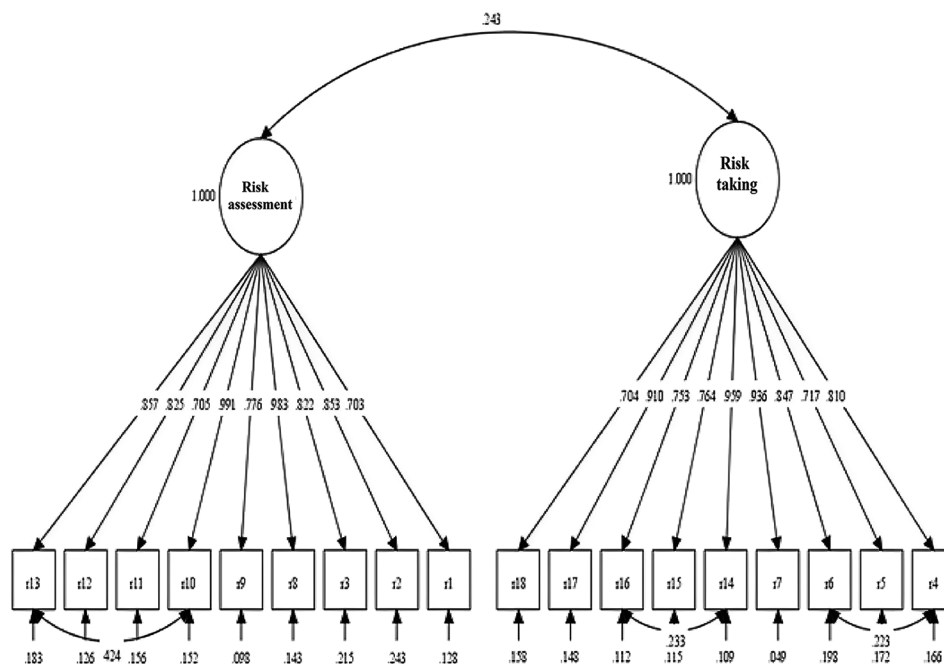 .243
1.000
Risk
assessment
1.000
Risk
taking
.857 .825 .705 .991 .776 .983 .822 .853 .703
.704 .910 .753 .764 .959 .936 .847 .717 .810
r13 r12 r11 r10 r9 r8 r3 r2 r1
r18 r17 r16 r15 r14 r7 r6 r5 r4
.183 .126 424 .156 .152 .098 .143 .215 .243 .128
.158 .148 .112 .233 .115 .109 .049 .198 .223 .172 .166